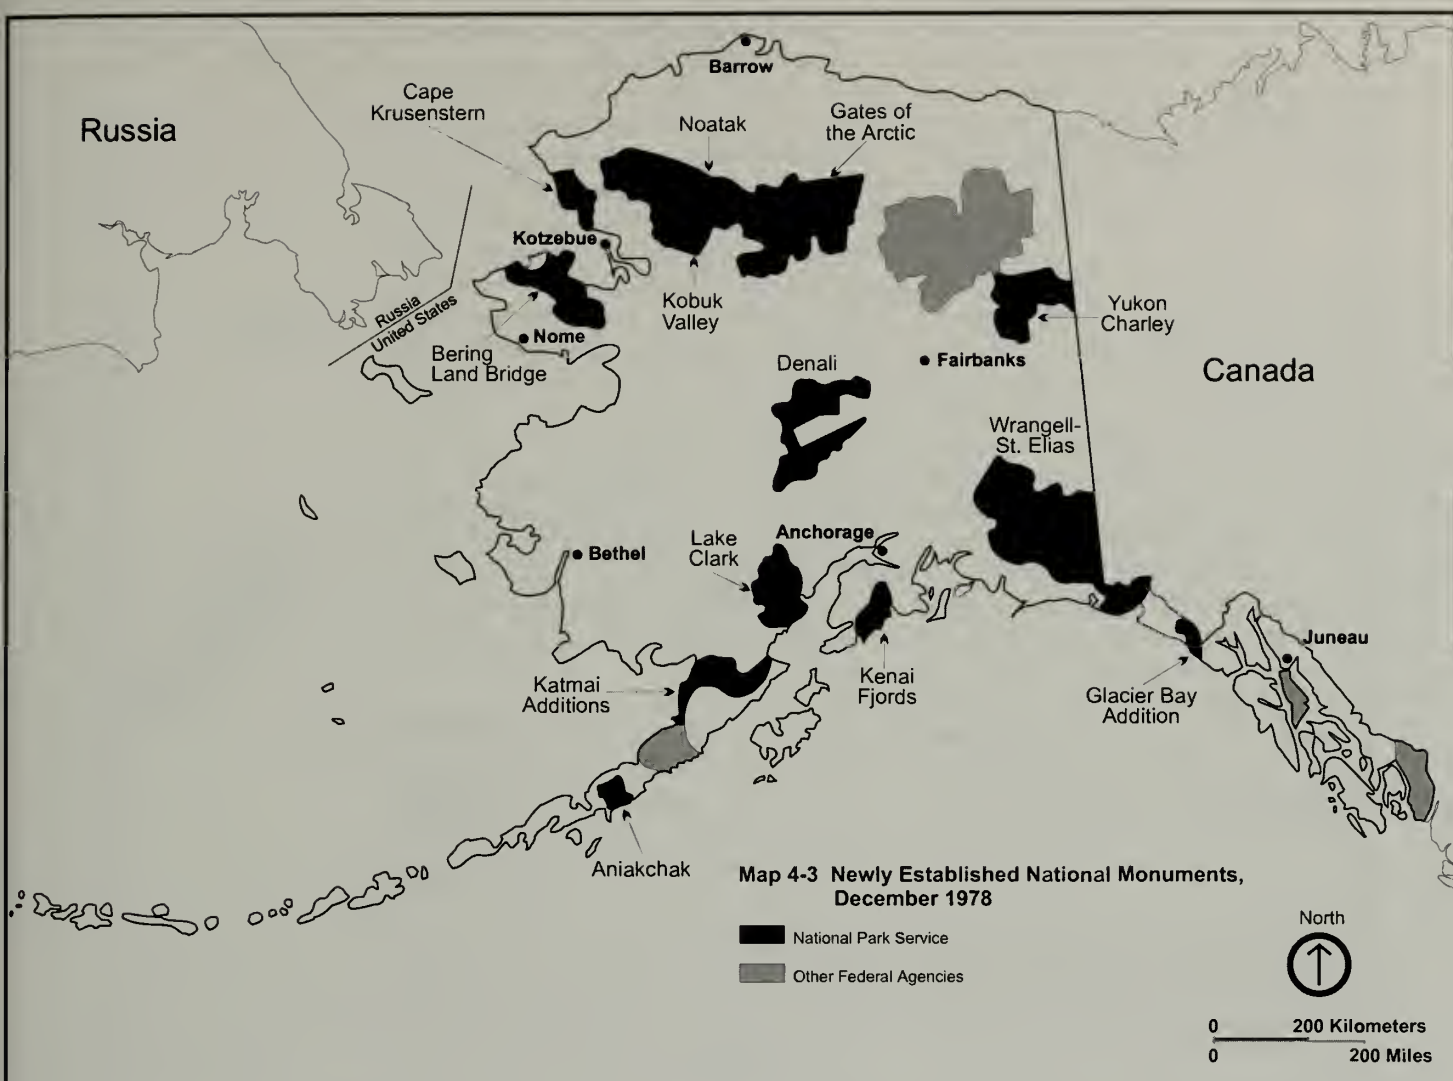 Barrow
Cape
Krusenstern
Russia
Noatak
Gates of
the Arctic
Kotzebue
Russia
United States
Kobuk
Valley
Yukon
Charley
Nome
Bering
Land Bridge
Denali
Fairbanks
Canada
Wrangell-
St. Elias
Anchorage
Lake
Clark
Bethel
Juneau
Katmai
Additions
Kenai
Fjords
Glacier Bay
Addition
Aniakchak
Map 4-3 Newly Established National Monuments,
December 1978
National Park Service
Other Federal Agencies
North
0 200 Kilometers
0 200 Miles